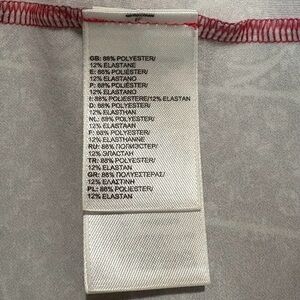 GB: 88% POLYESTER/
12% ELASTANE
E: 88% POLIÉSTER/
12% ELASTANO
P: 88% POLIÉSTER/
12% ELASTANO
I: 88% POLIESTERE/12% ELASTAN
D: 88% POLYESTER/
12% ELASTHAN
NL: 88% POLYESTER/
12% ELASTAAN
F: 88% POLYESTER/
12% ÉLASTHANNE
RU: 88% ПОЛИЭСТЕР/
12% ЭЛАСТАН
TR: 88% POLYESTER/
12% ELASTAN
GR: 88% ΠΟΛΥΕΣΤΕΡΑΣ/
12% ΕΛΑΣΤΙΝΗ
PL: 88% POLIESTER/
12% ELASTAN